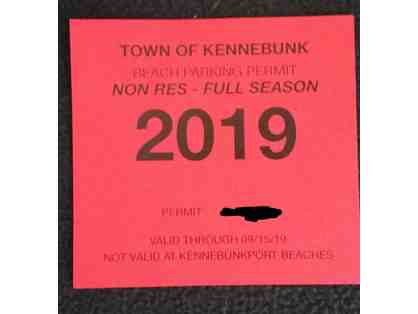 TOWN OF KENNEBUNK
BEACH PARKING PERMIT
NON RES - FULL SEASON
2019
PERMIT
VALID THROUGH 09/15/19
NOT VALID AT KENNEBUNKPORT BEACHES